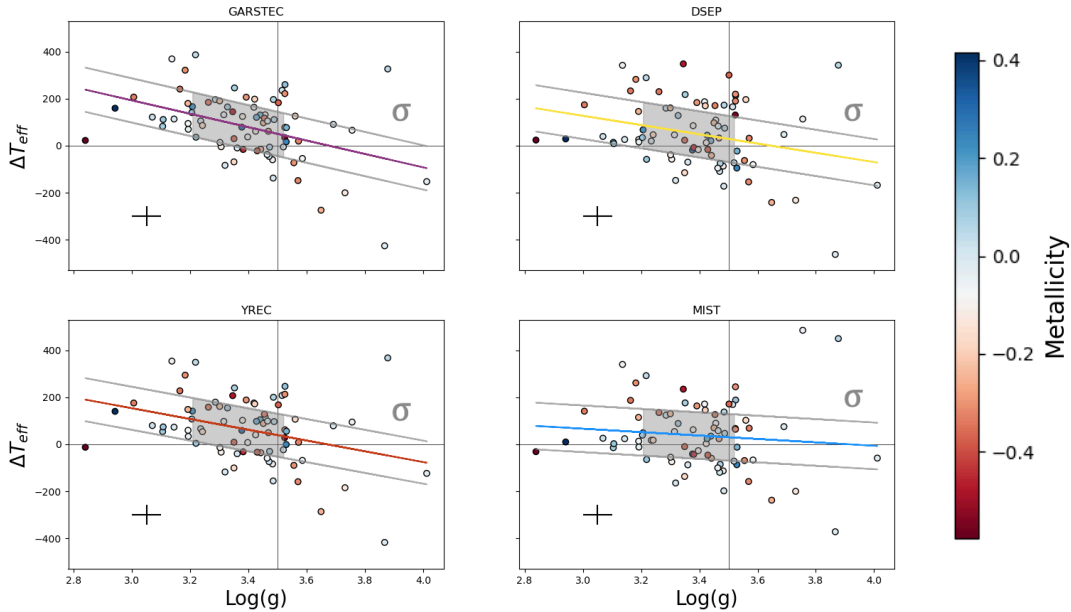 GARSTEC
DSEP
400
200
0
−200
−400
ΔT_eff
σ
σ
YREC
MIST
400
200
0
−200
−400
ΔT_eff
σ
σ
2.8 3.0 3.2 3.4 3.6 3.8 4.0
2.8 3.0 3.2 3.4 3.6 3.8 4.0
Log(g)
Log(g)
0.4
0.2
0.0
−0.2
−0.4
Metallicity